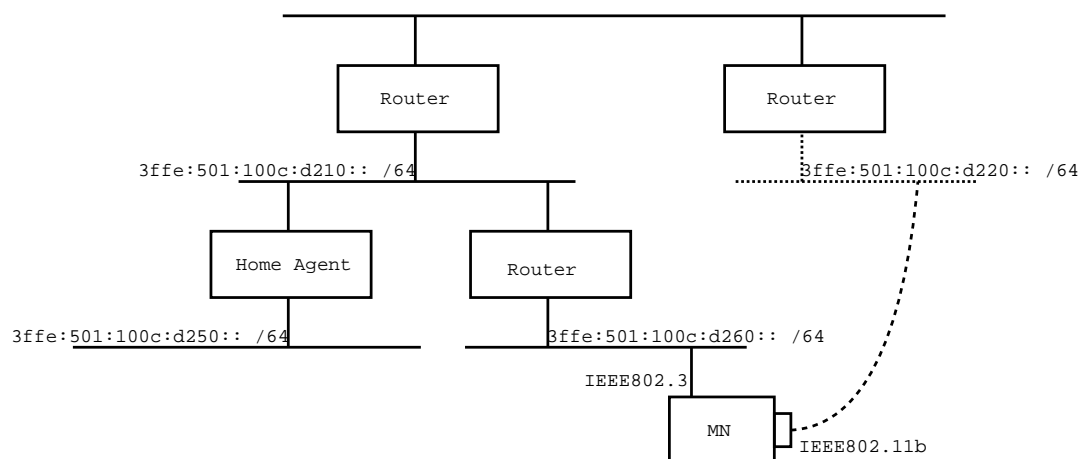 Router
Router
3ffe:501:100c:d210:: /64
3ffe:501:100c:d220:: /64
Home Agent
Router
3ffe:501:100c:d250:: /64
3ffe:501:100c:d260:: /64
IEEE802.3
MN
IEEE802.11b